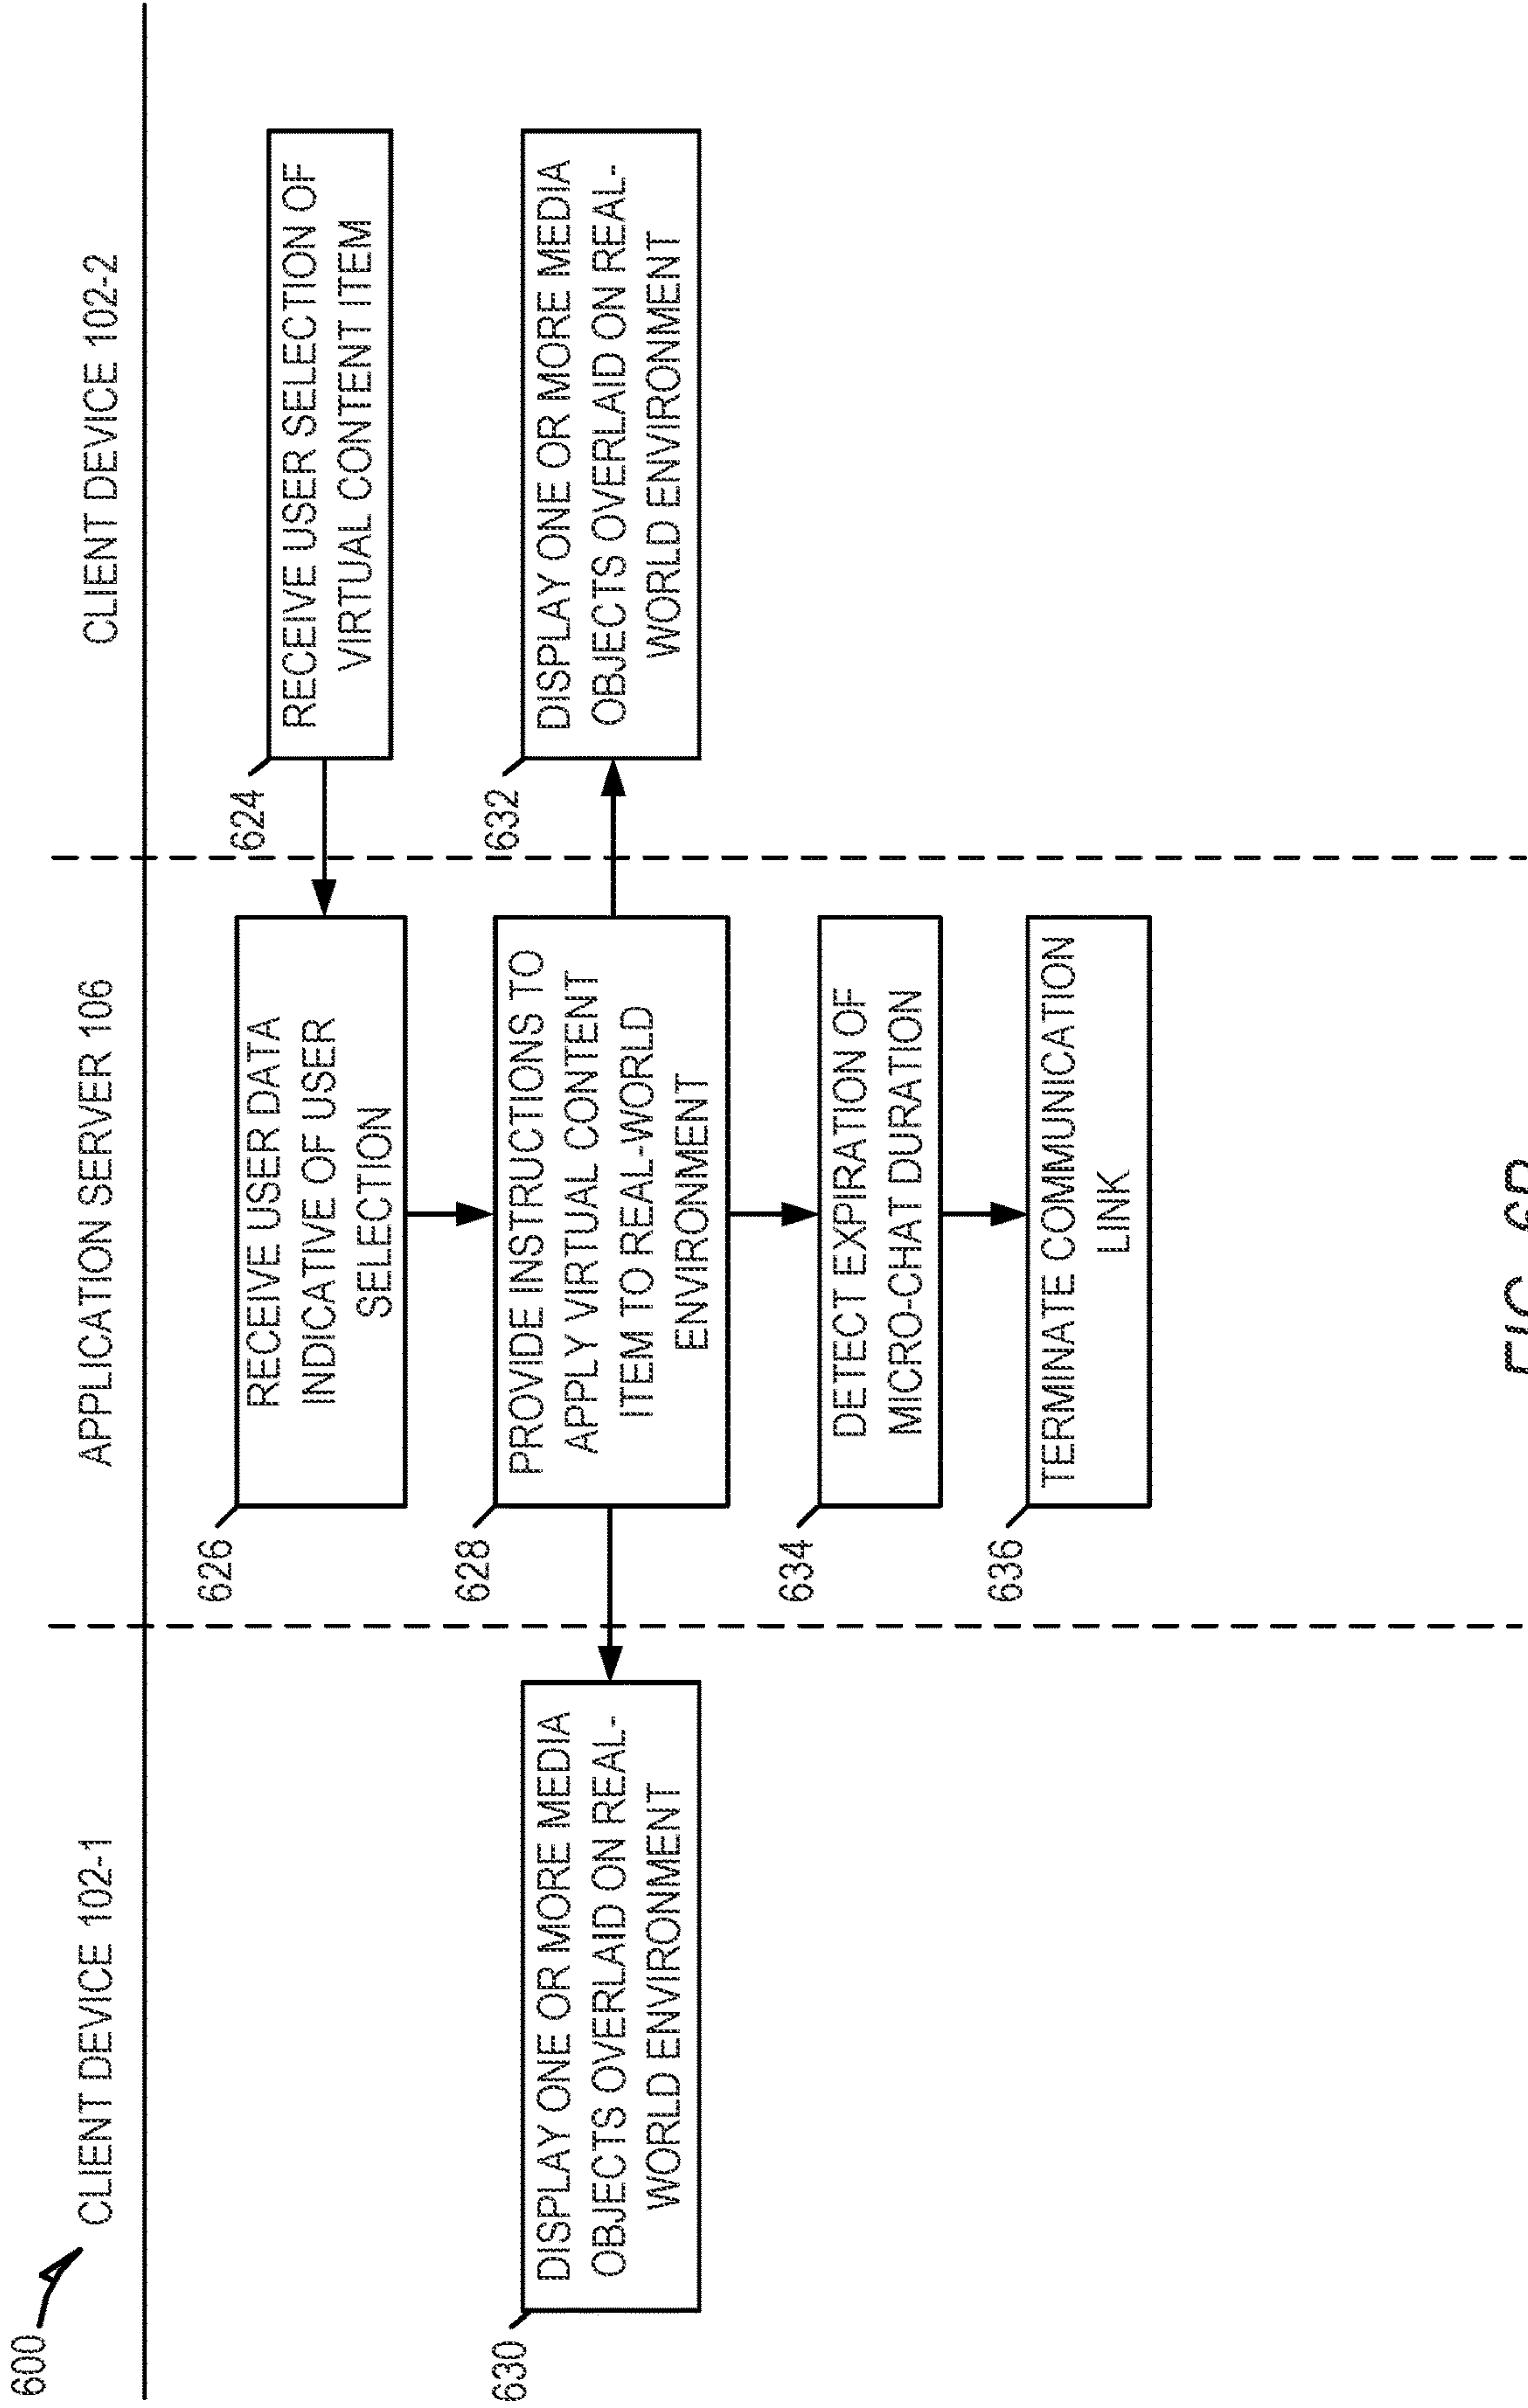 600
CLIENT DEVICE 102-1
APPLICATION SERVER 106
CLIENT DEVICE 102-2
624
RECEIVE USER SELECTION OF
VIRTUAL CONTENT ITEM
626
RECEIVE USER DATA
INDICATIVE OF USER
SELECTION
628
PROVIDE INSTRUCTIONS TO
APPLY VIRTUAL CONTENT
ITEM TO REAL-WORLD
ENVIRONMENT
630
DISPLAY ONE OR MORE MEDIA
OBJECTS OVERLAID ON REAL-
WORLD ENVIRONMENT
632
DISPLAY ONE OR MORE MEDIA
OBJECTS OVERLAID ON REAL-
WORLD ENVIRONMENT
634
DETECT EXPIRATION OF
MICRO-CHAT DURATION
636
TERMINATE COMMUNICATION
LINK
FIG.